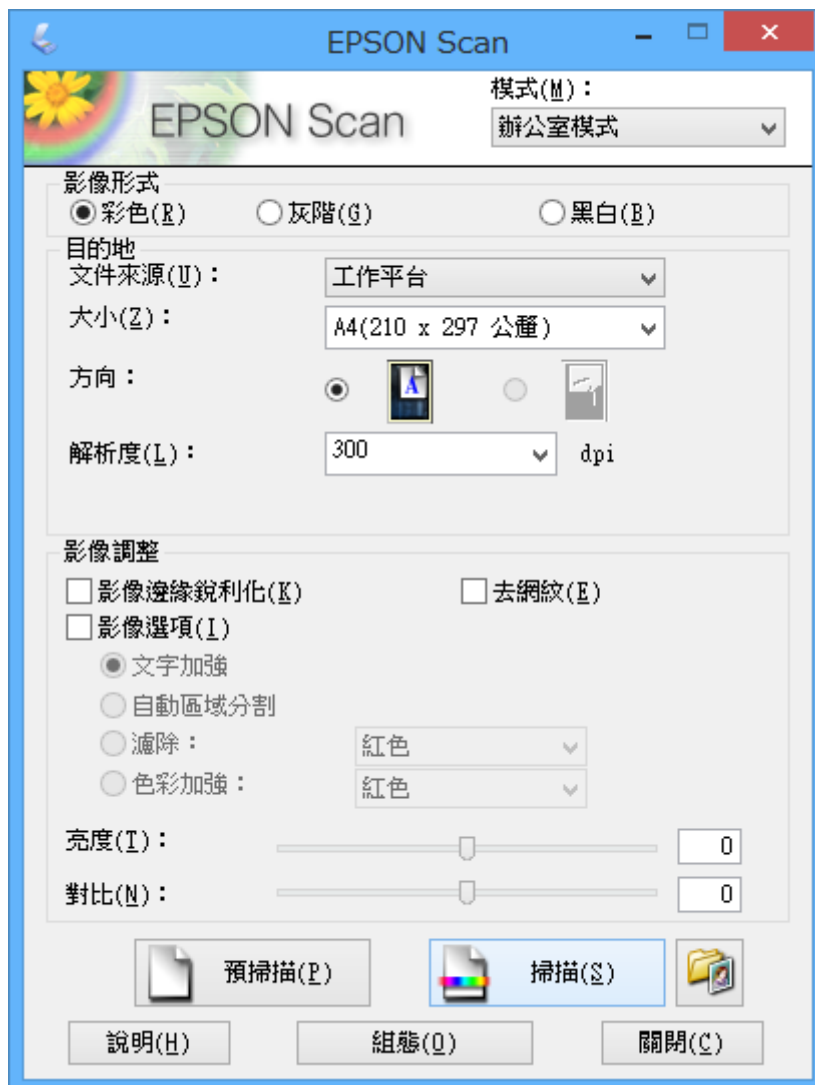 EPSON Scan
EPSON Scan
模式(M)：
辦公室模式
影像形式
彩色(R) 灰階(G) 黑白(B)
目的地
文件來源(U)： 工作平台
大小(Z)： A4(210 x 297 公釐)
方向： A
解析度(L)： 300 dpi
影像調整
影像邊緣銳利化(K) 去網紋(E)
影像選項(I)
文字加強
自動區域分割
濾除： 紅色
色彩加強： 紅色
亮度(T)： 0
對比(N)： 0
預掃描(P) 掃描(S)
說明(H) 組態(O) 關閉(C)